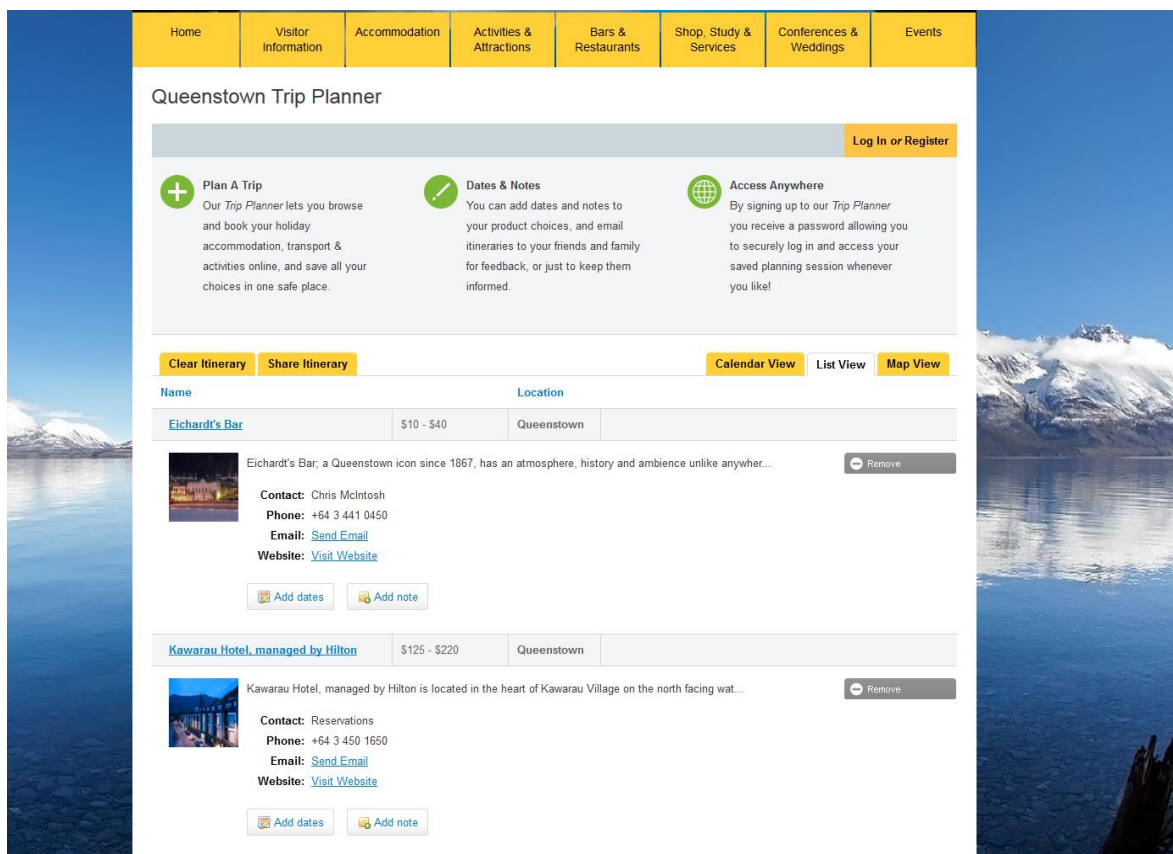 Home
Visitor
Information
Accommodation
Activities &
Attractions
Bars &
Restaurants
Shop, Study &
Services
Conferences &
Weddings
Events
Queenstown Trip Planner
Log In or Register
Plan A Trip
Our Trip Planner lets you browse
and book your holiday
accommodation, transport &
activities online, and save all your
choices in one safe place.
Dates & Notes
You can add dates and notes to
your product choices, and email
itineraries to your friends and family
for feedback, or just to keep them
informed.
Access Anywhere
By signing up to our Trip Planner
you receive a password allowing you
to securely log in and access your
saved planning session whenever
you like!
Clear Itinerary Share Itinerary Calendar View List View Map View
Name Location
Eichardt's Bar $10 - $40 Queenstown
Eichardt's Bar; a Queenstown icon since 1867, has an atmosphere, history and ambience unlike anywher... Remove
Contact: Chris McIntosh
Phone: +64 3 441 0450
Email: Send Email
Website: Visit Website
Add dates Add note
Kawarau Hotel, managed by Hilton $125 - $220 Queenstown
Kawarau Hotel, managed by Hilton is located in the heart of Kawarau Village on the north facing wat... Remove
Contact: Reservations
Phone: +64 3 450 1650
Email: Send Email
Website: Visit Website
Add dates Add note